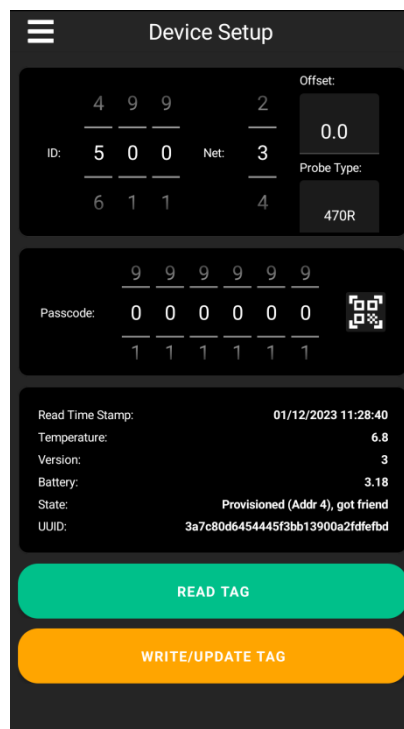 Device Setup
Offset:
4 9 9 2
0.0
ID: 5 0 0 Net: 3
Probe Type:
6 1 1 4
470R
9 9 9 9 9 9
Passcode: 0 0 0 0 0 0
1 1 1 1 1 1
Read Time Stamp: 01/12/2023 11:28:40
Temperature: 6.8
Version: 3
Battery: 3.18
State: Provisioned (Addr 4), got friend
UUID: 3a7c80d6454445f3bb13900a2fdfefbd
READ TAG
WRITE/UPDATE TAG